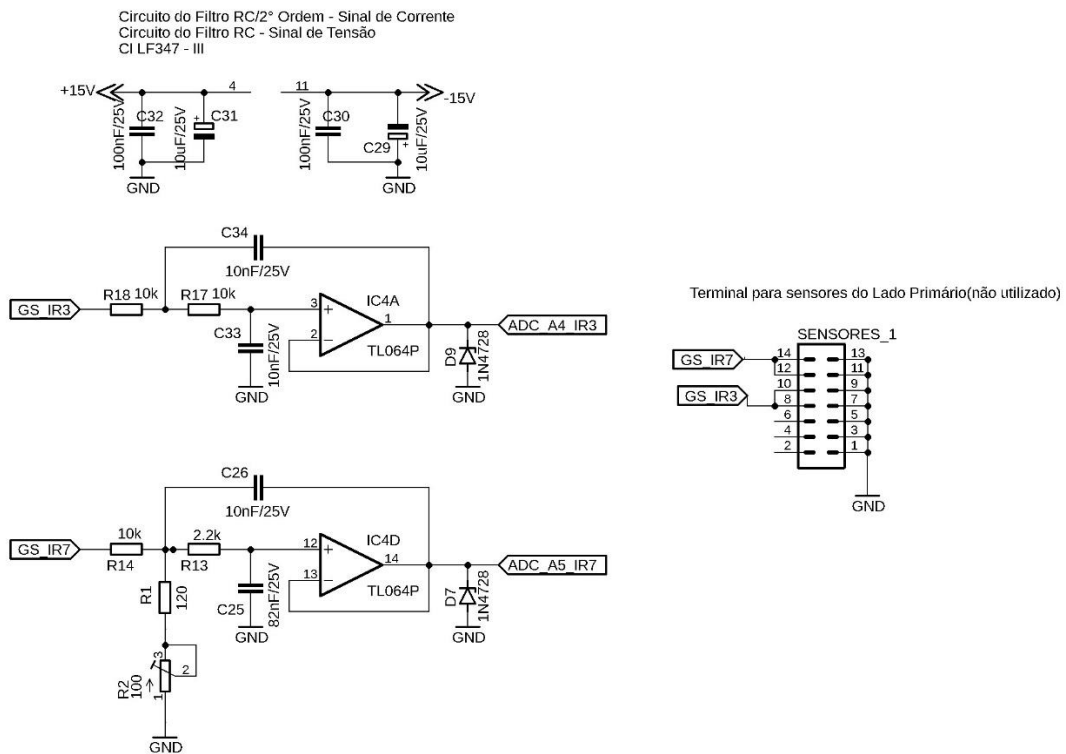 Circuito do Filtro RC/2° Ordem - Sinal de Corrente
Circuito do Filtro RC - Sinal de Tensão
CI LF347 - III
+15V
4
C32
100nF/25V
+
C31
10uF/25V
GND
11
-15V
C30
100nF/25V
C29
+
10uF/25V
GND
C34
10nF/25V
GS_IR3
R18 10k
R17 10k
C33
10nF/25V
GND
3
+
2
−
1
IC4A
TL064P
D9
1N4728
GND
ADC_A4_IR3
Terminal para sensores do Lado Primário(não utilizado)
SENSORES_1
GS_IR7
GS_IR3
14 13
12 11
10 9
8 7
6 5
4 3
2 1
GND
C26
10nF/25V
GS_IR7
10k
R14
2.2k
R13
R1
120
C25
82nF/25V
GND
12
+
13
−
14
IC4D
TL064P
D7
1N4728
GND
ADC_A5_IR7
R2
100
3
2
1
GND